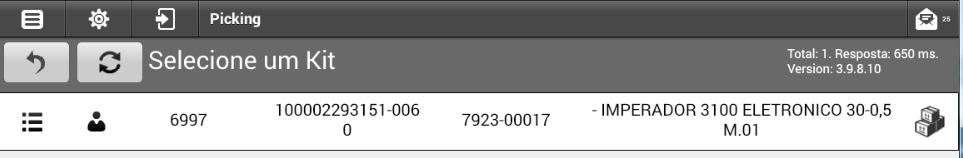 Picking
25
Selecione um Kit
Total: 1. Resposta: 650 ms.
Version: 3.9.8.10
6997
100002293151-006
0
7923-00017
- IMPERADOR 3100 ELETRONICO 30-0,5
M.01